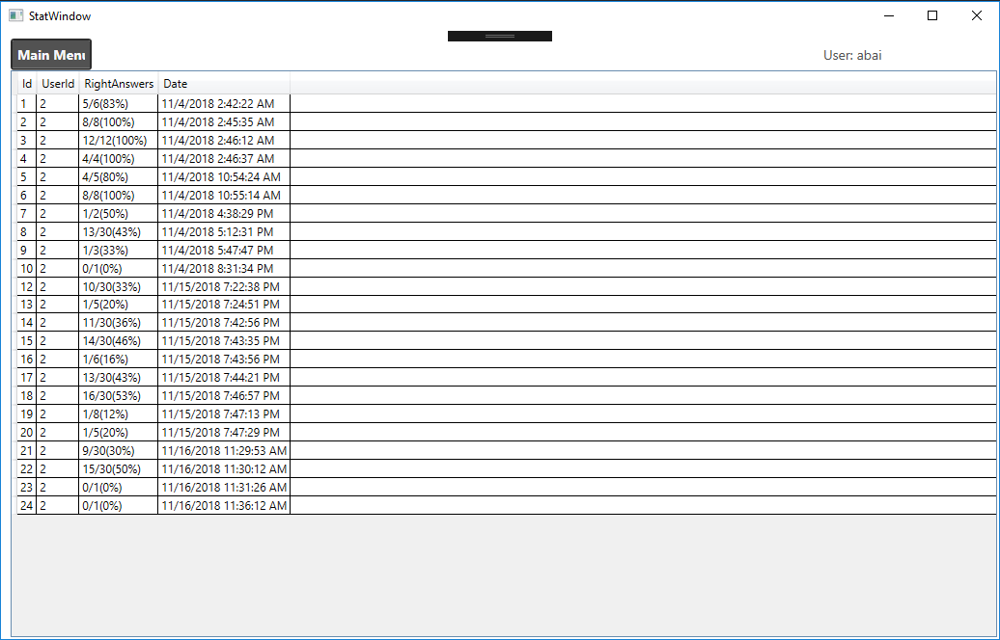 StatWindow
Main Menu
User: abai
Id UserId RightAnswers Date
1 2 5/6(83%) 11/4/2018 2:42:22 AM
2 2 8/8(100%) 11/4/2018 2:45:35 AM
3 2 12/12(100%) 11/4/2018 2:46:12 AM
4 2 4/4(100%) 11/4/2018 2:46:37 AM
5 2 4/5(80%) 11/4/2018 10:54:24 AM
6 2 8/8(100%) 11/4/2018 10:55:14 AM
7 2 1/2(50%) 11/4/2018 4:38:29 PM
8 2 13/30(43%) 11/4/2018 5:12:31 PM
9 2 1/3(33%) 11/4/2018 5:47:47 PM
10 2 0/1(0%) 11/4/2018 8:31:34 PM
12 2 10/30(33%) 11/15/2018 7:22:38 PM
13 2 1/5(20%) 11/15/2018 7:24:51 PM
14 2 11/30(36%) 11/15/2018 7:42:56 PM
15 2 14/30(46%) 11/15/2018 7:43:35 PM
16 2 1/6(16%) 11/15/2018 7:43:56 PM
17 2 13/30(43%) 11/15/2018 7:44:21 PM
18 2 16/30(53%) 11/15/2018 7:46:57 PM
19 2 1/8(12%) 11/15/2018 7:47:13 PM
20 2 1/5(20%) 11/15/2018 7:47:29 PM
21 2 9/30(30%) 11/16/2018 11:29:53 AM
22 2 15/30(50%) 11/16/2018 11:30:12 AM
23 2 0/1(0%) 11/16/2018 11:31:26 AM
24 2 0/1(0%) 11/16/2018 11:36:12 AM